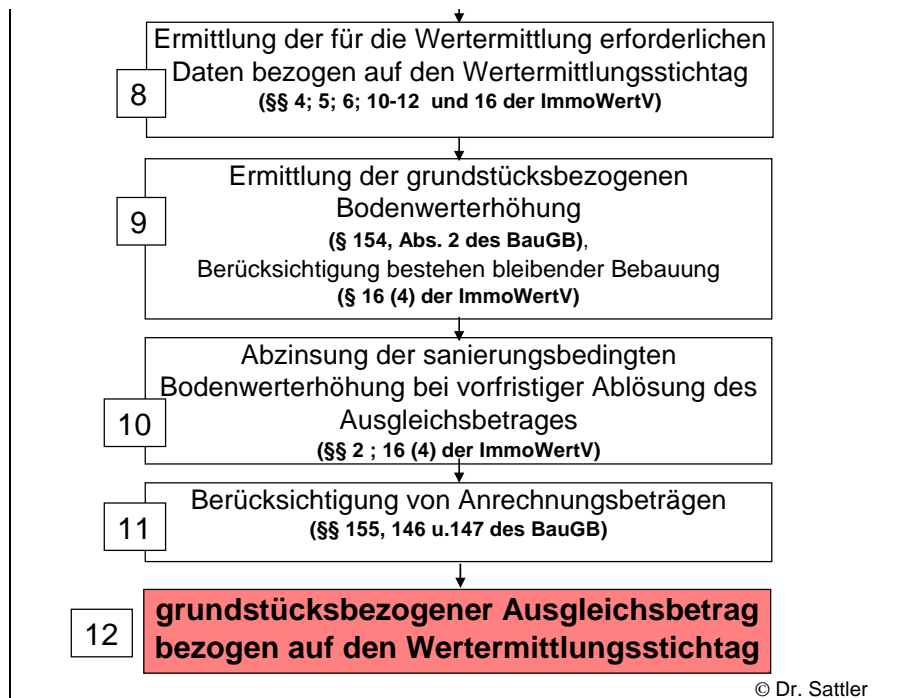 Ermittlung der für die Wertermittlung erforderlichen
Daten bezogen auf den Wertermittlungsstichtag
8
(§§ 4; 5; 6; 10-12 und 16 der ImmoWertV)
Ermittlung der grundstücksbezogenen
Bodenwerterhöhung
9
(§ 154, Abs. 2 des BauGB),
Berücksichtigung bestehen bleibender Bebauung
(§ 16 (4) der ImmoWertV)
Abzinsung der sanierungsbedingten
Bodenwerterhöhung bei vorfristiger Ablösung des
Ausgleichsbetrages
10
(§§ 2 ; 16 (4) der ImmoWertV)
Berücksichtigung von Anrechnungsbeträgen
11
(§§ 155, 146 u.147 des BauGB)
grundstücksbezogener Ausgleichsbetrag
12
bezogen auf den Wertermittlungsstichtag
© Dr. Sattler